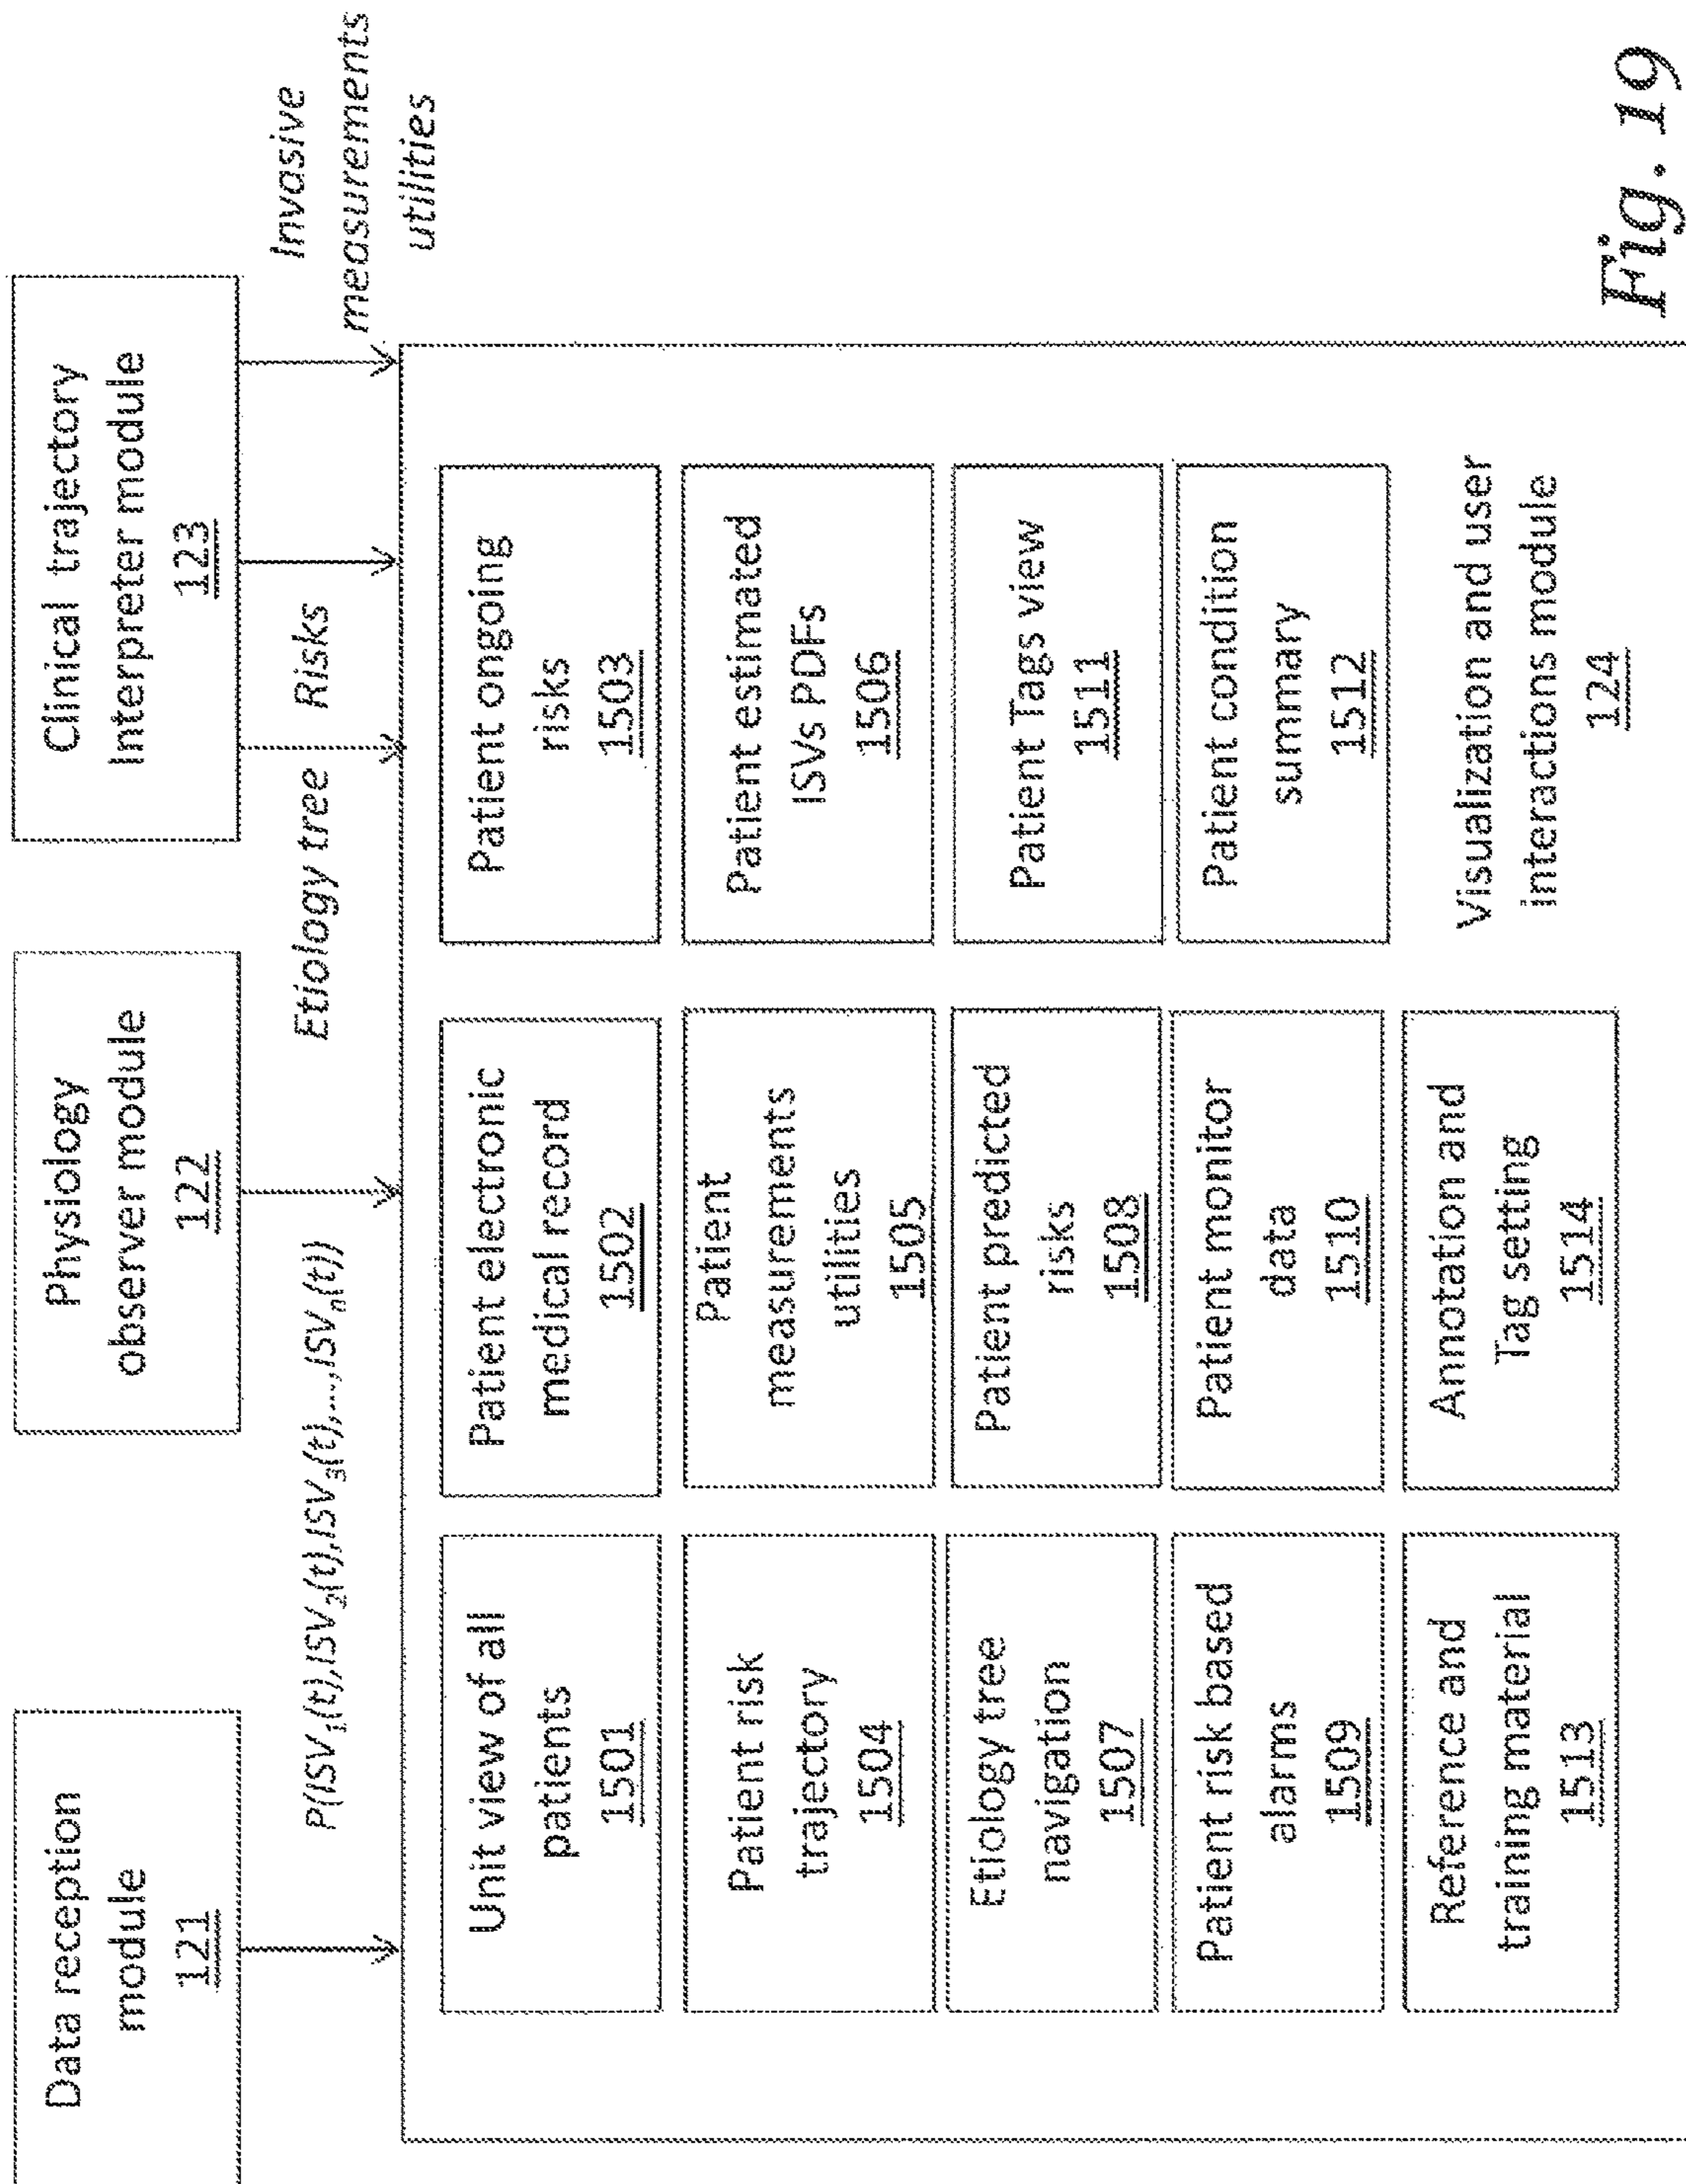 Data reception
module
121
Physiology
observer module
122
Clinical trajectory
Interpreter module
123
P(ISV₁(t),ISV₂(t),ISV₃(t),...,ISVₙ(t))
Etiology tree
Risks
Invasive
measurements
utilities
Unit view of all
patients
1501
Patient electronic
medical record
1502
Patient ongoing
risks
1503
Patient risk
trajectory
1504
Patient
measurements
utilities
1505
Patient estimated
ISVs PDFs
1506
Etiology tree
navigation
1507
Patient predicted
risks
1508
Patient Tags view
1511
Patient risk based
alarms
1509
Patient monitor
data
1510
Patient condition
summary
1512
Reference and
training material
1513
Annotation and
Tag setting
1514
Visualization and user
interactions module
124
Fig. 19